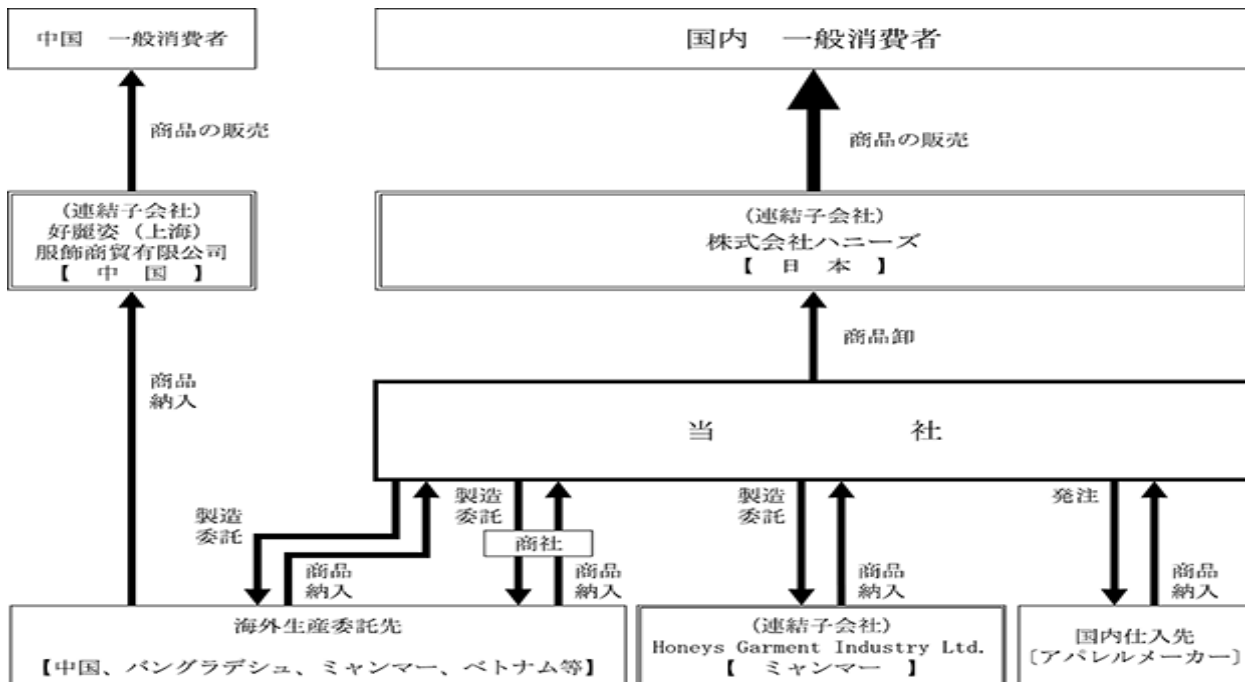 中国　一般消費者
国内　一般消費者
商品の販売
商品の販売
(連結子会社)
好麗姿（上海）
服飾商貿有限公司
【　中　国　】
(連結子会社)
株式会社ハニーズ
【　日　本　】
商品卸
商品
納入
当　　　社
製造
委託
商品
納入
製造
委託
商社
商品
納入
製造
委託
商品
納入
発注
商品
納入
海外生産委託先
【中国、バングラデシュ、ミャンマー、ベトナム等】
(連結子会社)
Honeys Garment Industry Ltd.
【　ミャンマー　】
国内仕入先
〔アパレルメーカー〕